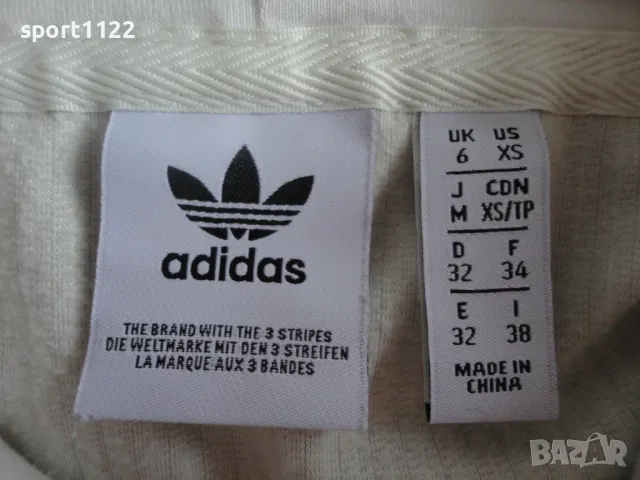 sport1122
adidas
THE BRAND WITH THE 3 STRIPES
DIE WELTMARKE MIT DEN 3 STREIFEN
LA MARQUE AUX 3 BANDES
UK US
6 XS
J CDN
M XS/TP
D F
32 34
E I
32 38
MADE IN
CHINA
BAZAR